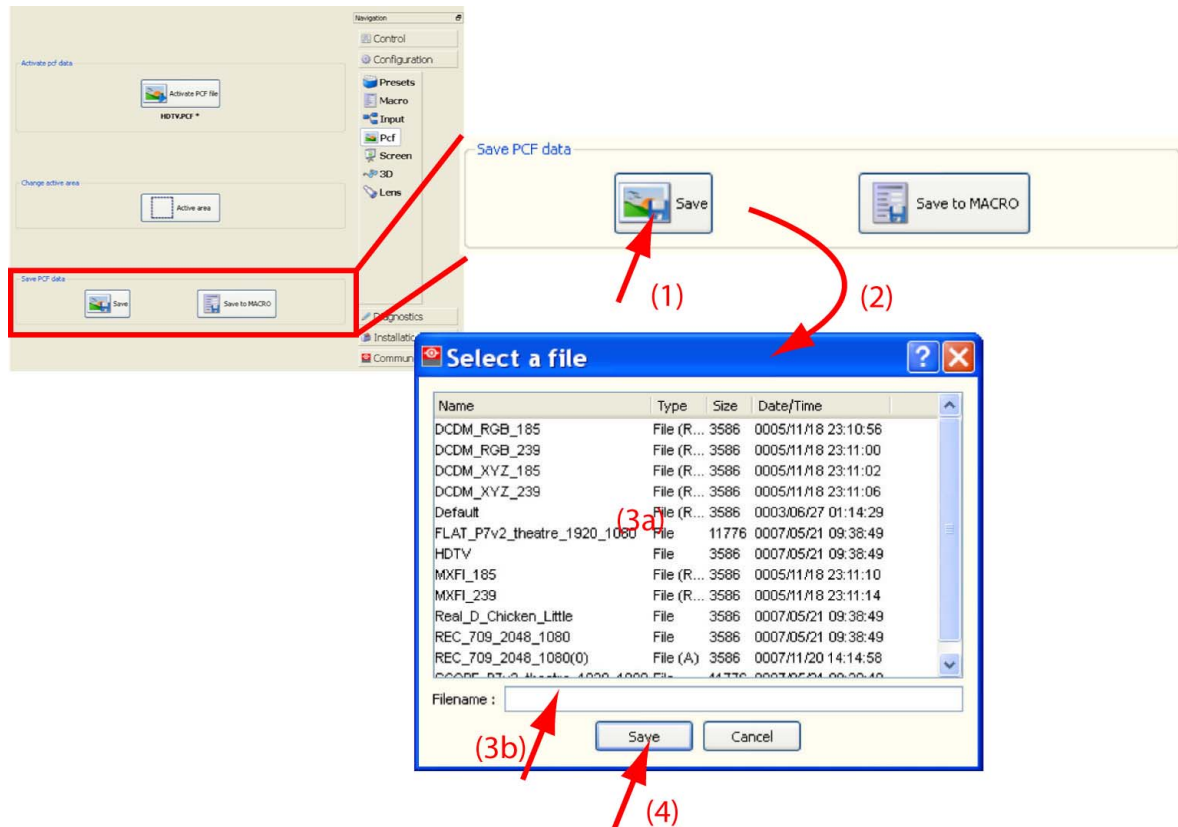 Navigation
Control
Configuration
Activate pcf data
Presets
Activate PCF file
Macro
HDTV.PCF *
Input
Pcf
Screen
3D
Change active area
Lens
Active area
Save PCF data
Save
Save to MACRO
Diagnostics
Commun
Save PCF data
Save
Save to MACRO
(1)
(2)
Select a file
Name Type Size Date/Time
DCDM_RGB_185 File (R... 3586 0005/11/18 23:10:56
DCDM_RGB_239 File (R... 3586 0005/11/18 23:11:00
DCDM_XYZ_185 File (R... 3586 0005/11/18 23:11:02
DCDM_XYZ_239 File (R... 3586 0005/11/18 23:11:06
Default File (R... 3586 0003/06/27 01:14:29
(3a)
FLAT_P7v2_theatre_1920_1080 File 11776 0007/05/21 09:38:49
HDTV File 3586 0007/05/21 09:38:49
MXFI_185 File (R... 3586 0005/11/18 23:11:10
MXFI_239 File (R... 3586 0005/11/18 23:11:14
Real_D_Chicken_Little File 3586 0007/05/21 09:38:49
REC_709_2048_1080 File 3586 0007/05/21 09:38:49
REC_709_2048_1080(0) File (A) 3586 0007/11/20 14:14:58
Filename :
(3b)
Save Cancel
(4)